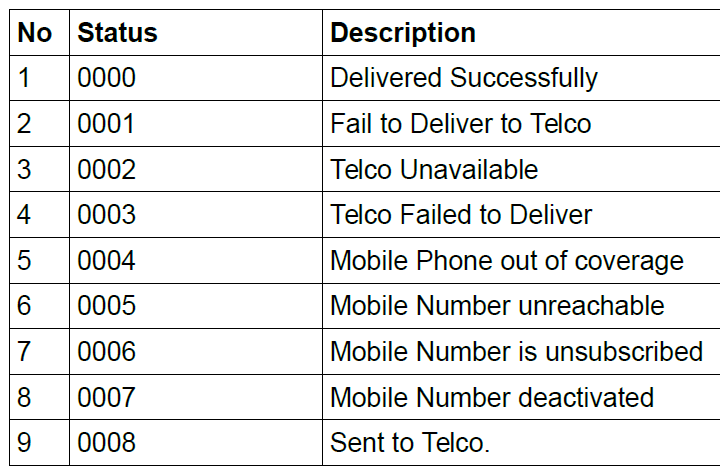 No Status Description
1 0000 Delivered Successfully
2 0001 Fail to Deliver to Telco
3 0002 Telco Unavailable
4 0003 Telco Failed to Deliver
5 0004 Mobile Phone out of coverage
6 0005 Mobile Number unreachable
7 0006 Mobile Number is unsubscribed
8 0007 Mobile Number deactivated
9 0008 Sent to Telco.